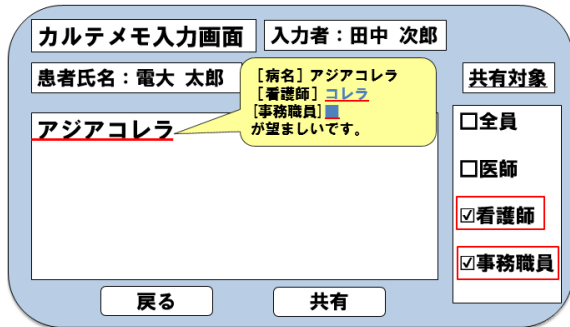 カルテメモ入力画面
入力者：田中 次郎
患者氏名：電大 太郎
[病名] アジアコレラ
[看護師] コレラ
[事務職員]■
が望ましいです。
共有対象
アジアコレラ
☐全員
☐医師
☑看護師
☑事務職員
戻る
共有